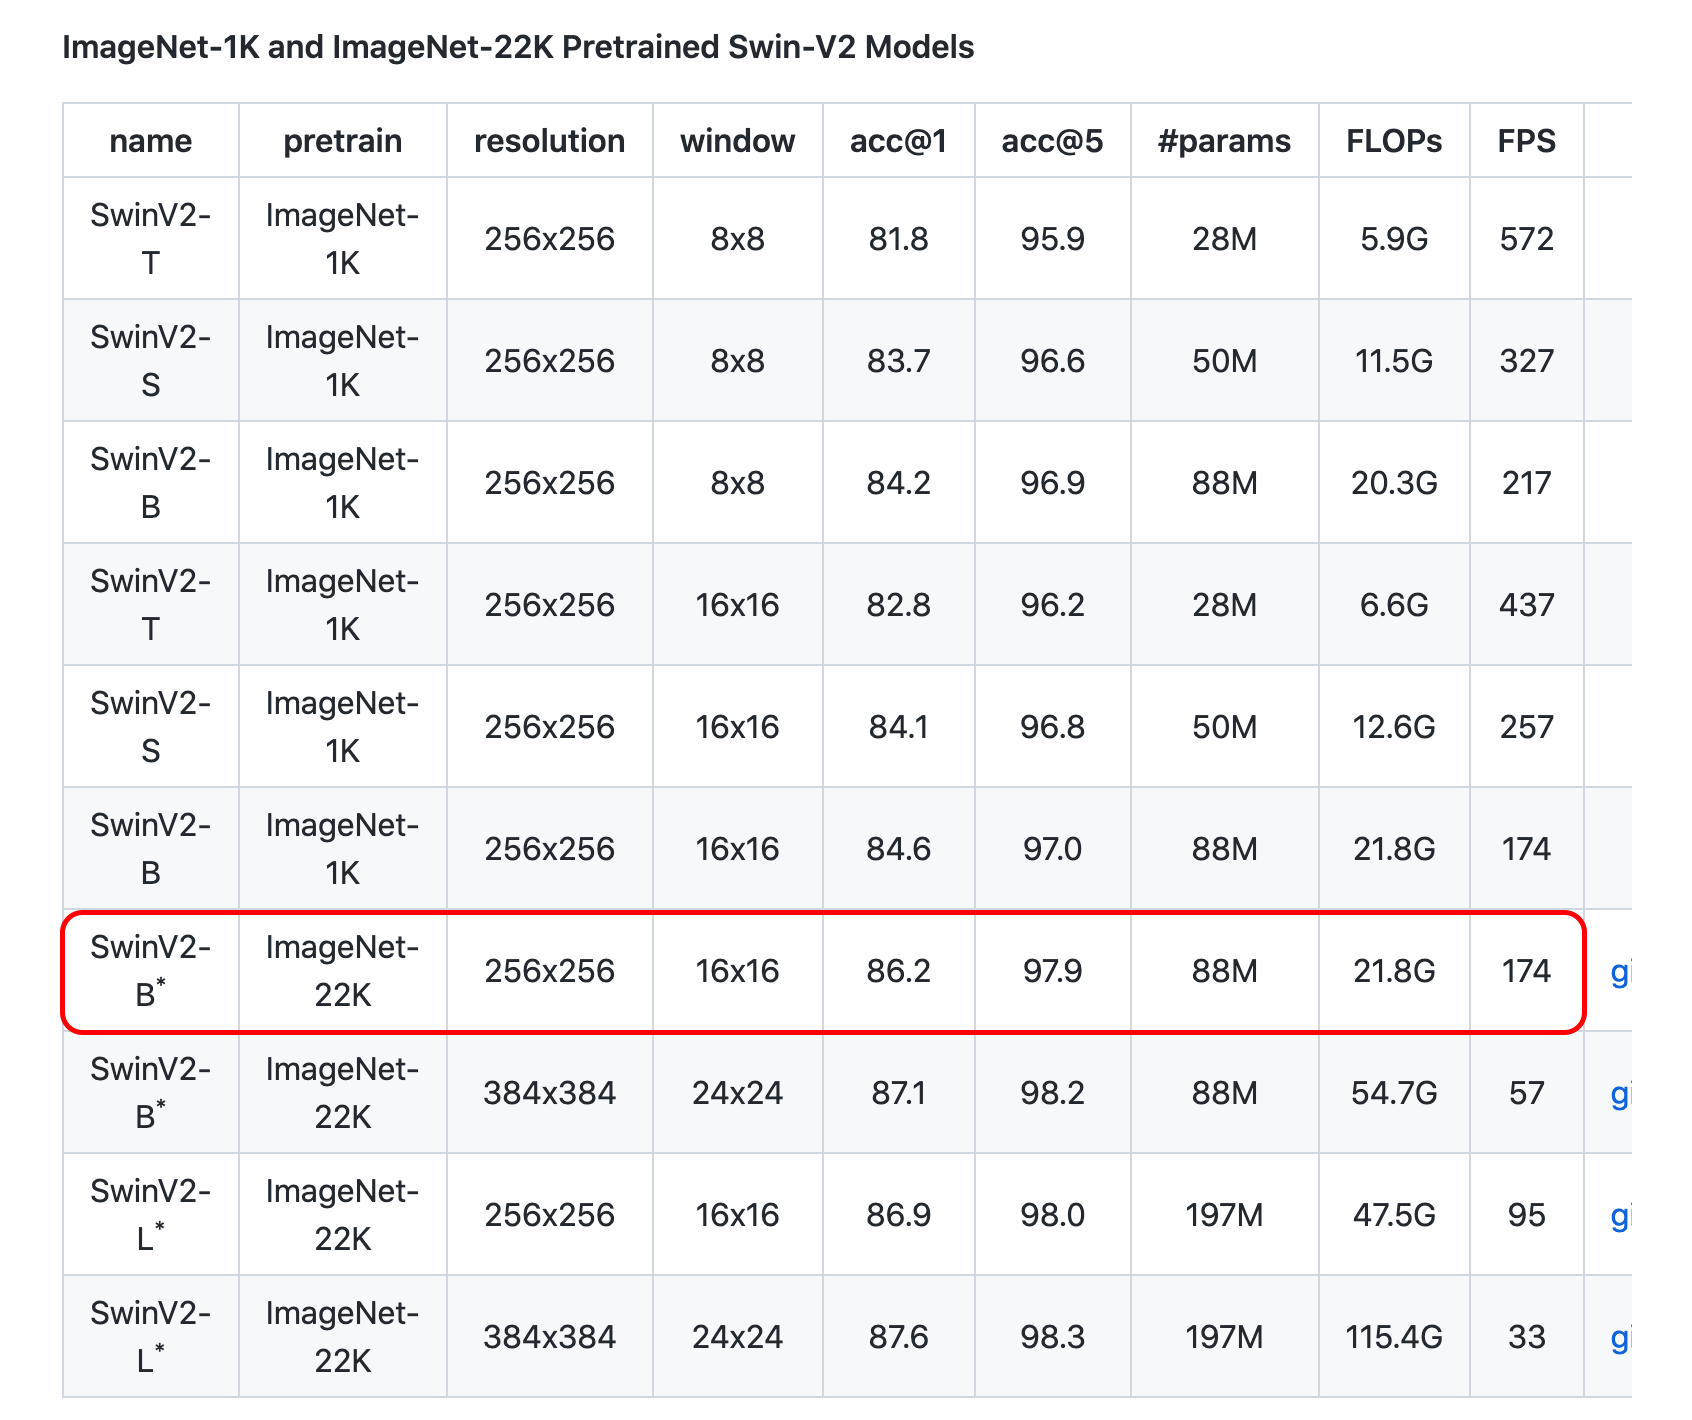 ImageNet-1K and ImageNet-22K Pretrained Swin-V2 Models
name pretrain resolution window acc@1 acc@5 #params FLOPs FPS
SwinV2-T ImageNet-1K 256x256 8x8 81.8 95.9 28M 5.9G 572
SwinV2-S ImageNet-1K 256x256 8x8 83.7 96.6 50M 11.5G 327
SwinV2-B ImageNet-1K 256x256 8x8 84.2 96.9 88M 20.3G 217
SwinV2-T ImageNet-1K 256x256 16x16 82.8 96.2 28M 6.6G 437
SwinV2-S ImageNet-1K 256x256 16x16 84.1 96.8 50M 12.6G 257
SwinV2-B ImageNet-1K 256x256 16x16 84.6 97.0 88M 21.8G 174
SwinV2-B* ImageNet-22K 256x256 16x16 86.2 97.9 88M 21.8G 174 gi
SwinV2-B* ImageNet-22K 384x384 24x24 87.1 98.2 88M 54.7G 57 gi
SwinV2-L* ImageNet-22K 256x256 16x16 86.9 98.0 197M 47.5G 95 gi
SwinV2-L* ImageNet-22K 384x384 24x24 87.6 98.3 197M 115.4G 33 gi